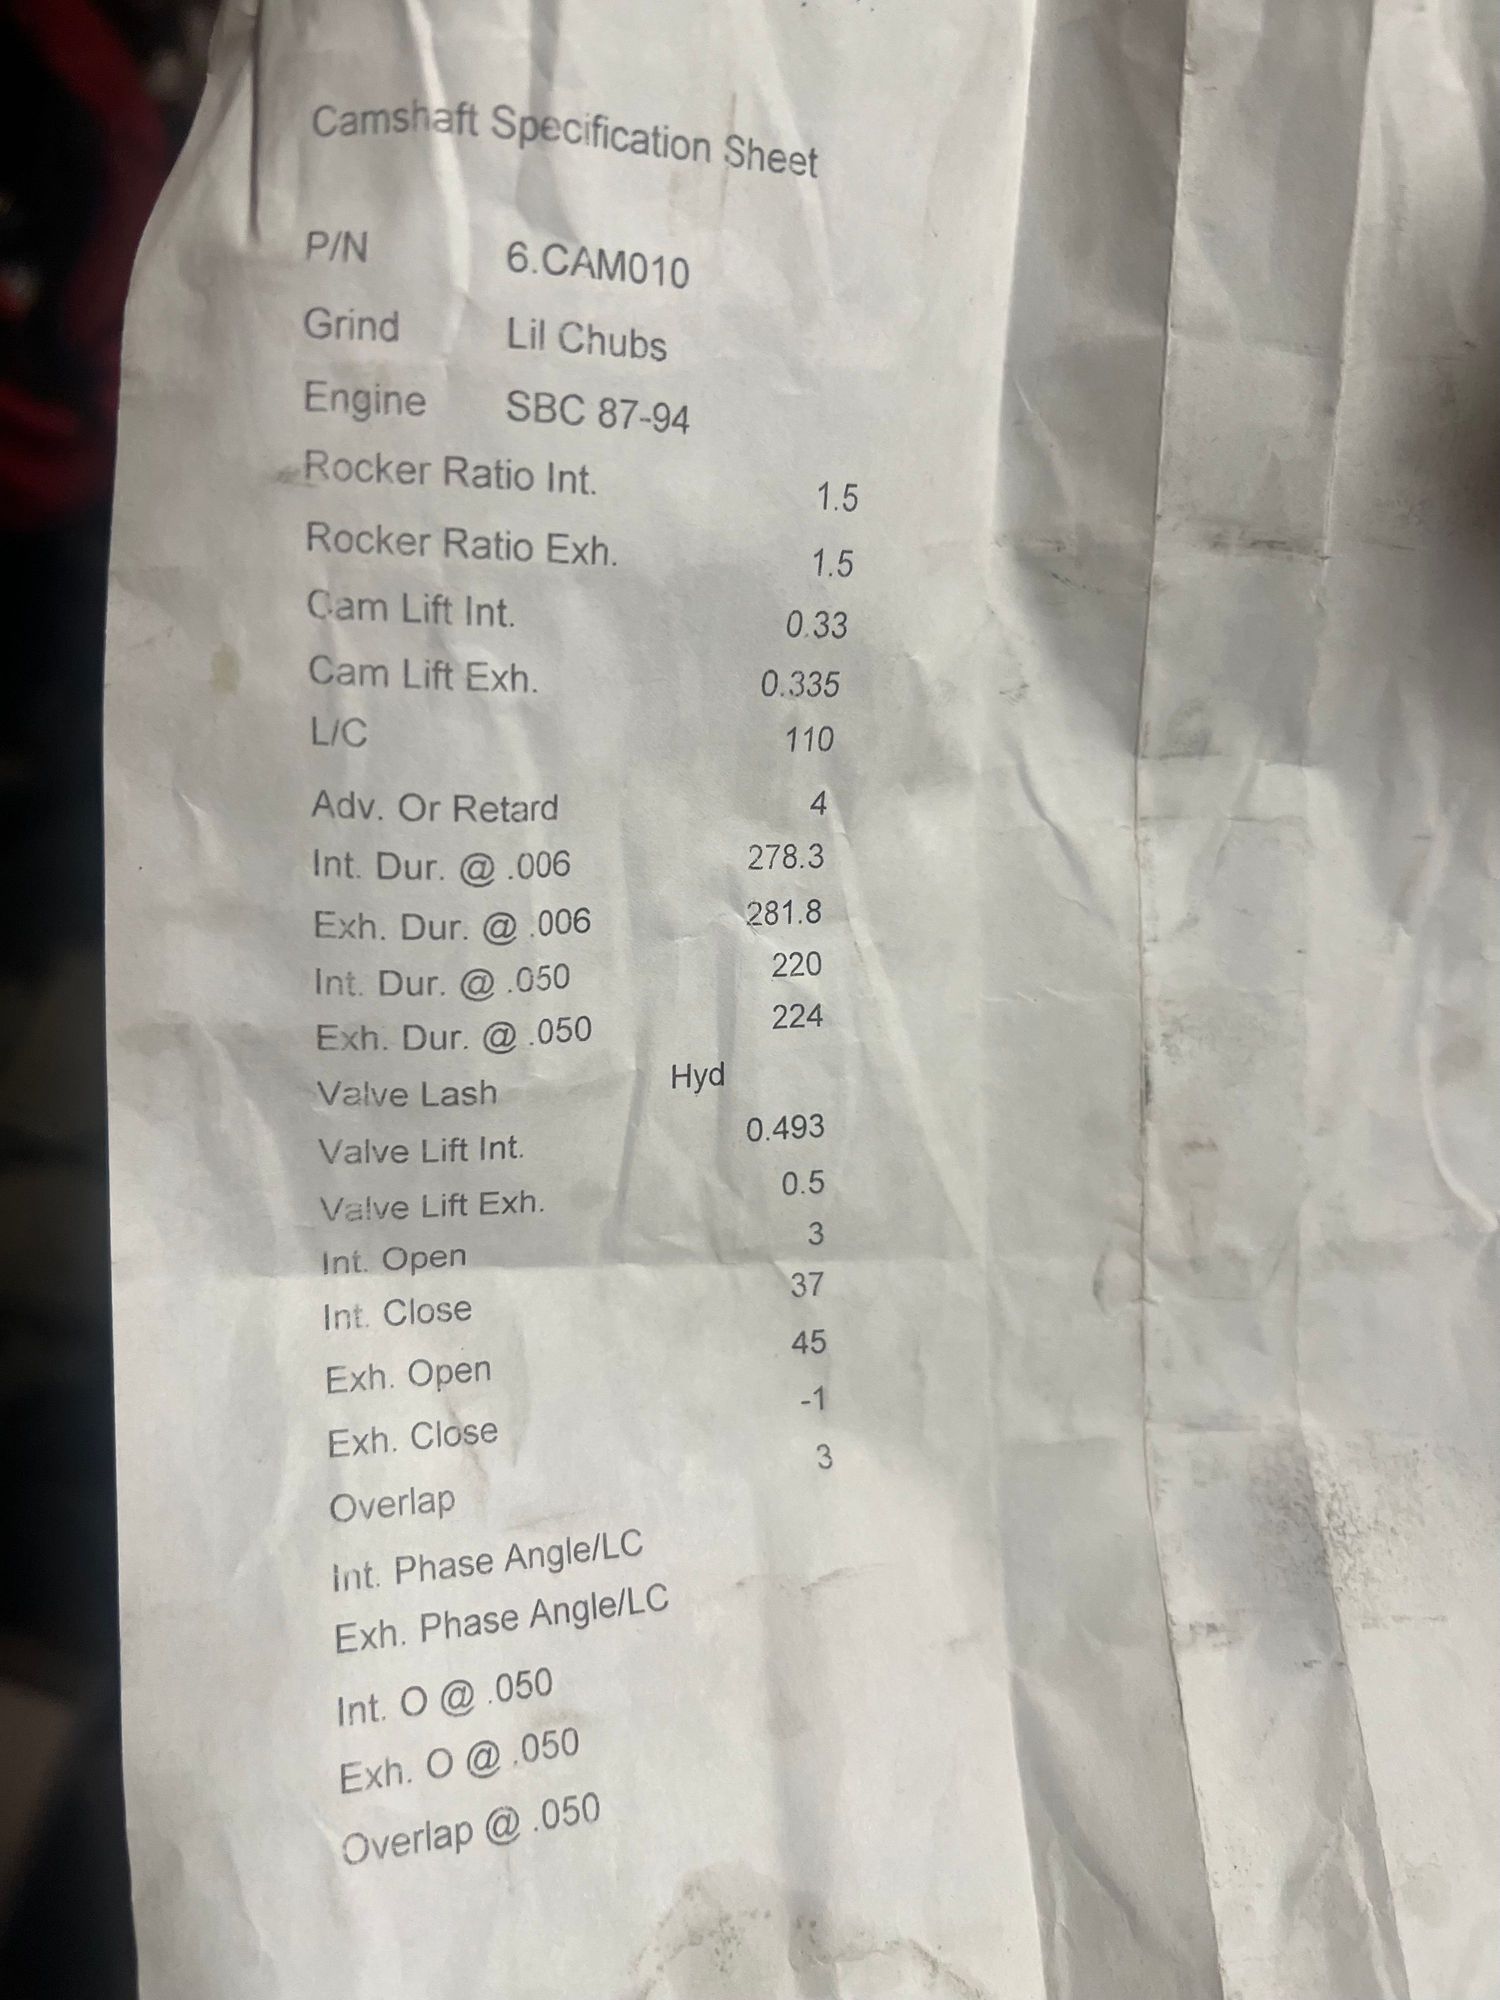 Camshaft Specification Sheet
P/N 6.CAM010
Grind Lil Chubs
Engine SBC 87-94
Rocker Ratio Int. 1.5
Rocker Ratio Exh. 1.5
Cam Lift Int. 0.33
Cam Lift Exh. 0.335
L/C 110
Adv. Or Retard 4
Int. Dur. @ .006 278.3
Exh. Dur. @ .006 281.8
Int. Dur. @ .050 220
Exh. Dur. @ .050 224
Valve Lash Hyd
Valve Lift Int. 0.493
Valve Lift Exh. 0.5
Int. Open 3
Int. Close 37
Exh. Open 45
Exh. Close -1
Overlap 3
Int. Phase Angle/LC
Exh. Phase Angle/LC
Int. O @ .050
Exh. O @ .050
Overlap @ .050